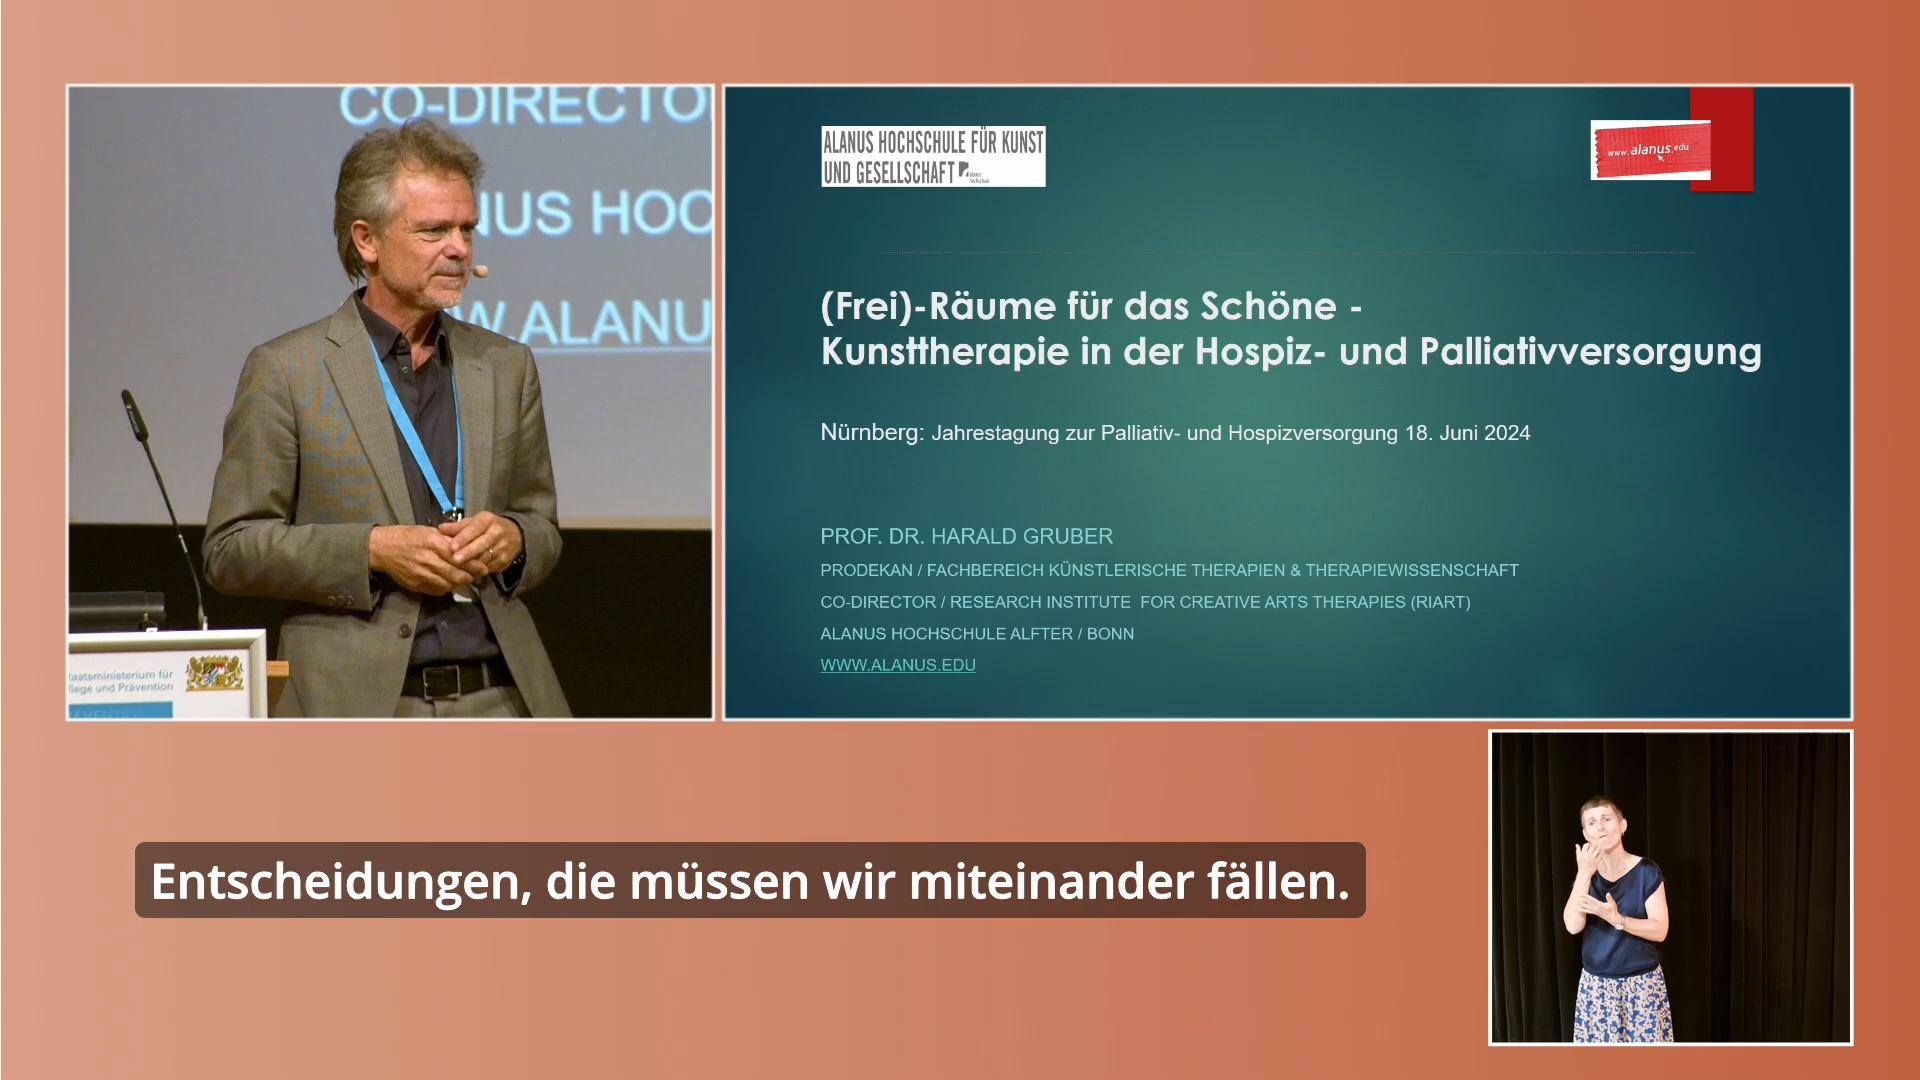 CO-DIRECTO
NUS HOC
W.ALANU
taatsministerium für
flege und Prävention
ALANUS HOCHSCHULE FÜR KUNST
UND GESELLSCHAFT
alanus
hochschule
www.alanus.edu
(Frei)-Räume für das Schöne -
Kunsttherapie in der Hospiz- und Palliativversorgung
Nürnberg: Jahrestagung zur Palliativ- und Hospizversorgung 18. Juni 2024
PROF. DR. HARALD GRUBER
PRODEKAN / FACHBEREICH KÜNSTLERISCHE THERAPIEN & THERAPIEWISSENSCHAFT
CO-DIRECTOR / RESEARCH INSTITUTE FOR CREATIVE ARTS THERAPIES (RIART)
ALANUS HOCHSCHULE ALFTER / BONN
WWW.ALANUS.EDU
Entscheidungen, die müssen wir miteinander fällen.